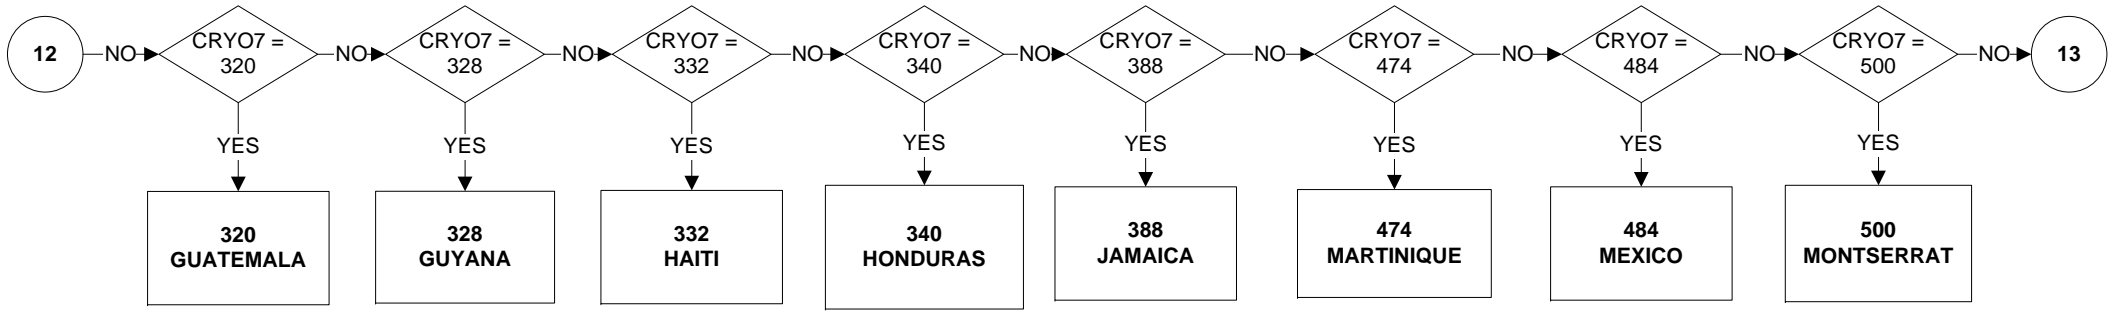 12
NO
CRYO7 =
320
NO
CRYO7 =
328
NO
CRYO7 =
332
NO
CRYO7 =
340
NO
CRYO7 =
388
NO
CRYO7 =
474
NO
CRYO7 =
484
NO
CRYO7 =
500
NO
13
YES
YES
YES
YES
YES
YES
YES
YES
320
GUATEMALA
328
GUYANA
332
HAITI
340
HONDURAS
388
JAMAICA
474
MARTINIQUE
484
MEXICO
500
MONTSERRAT